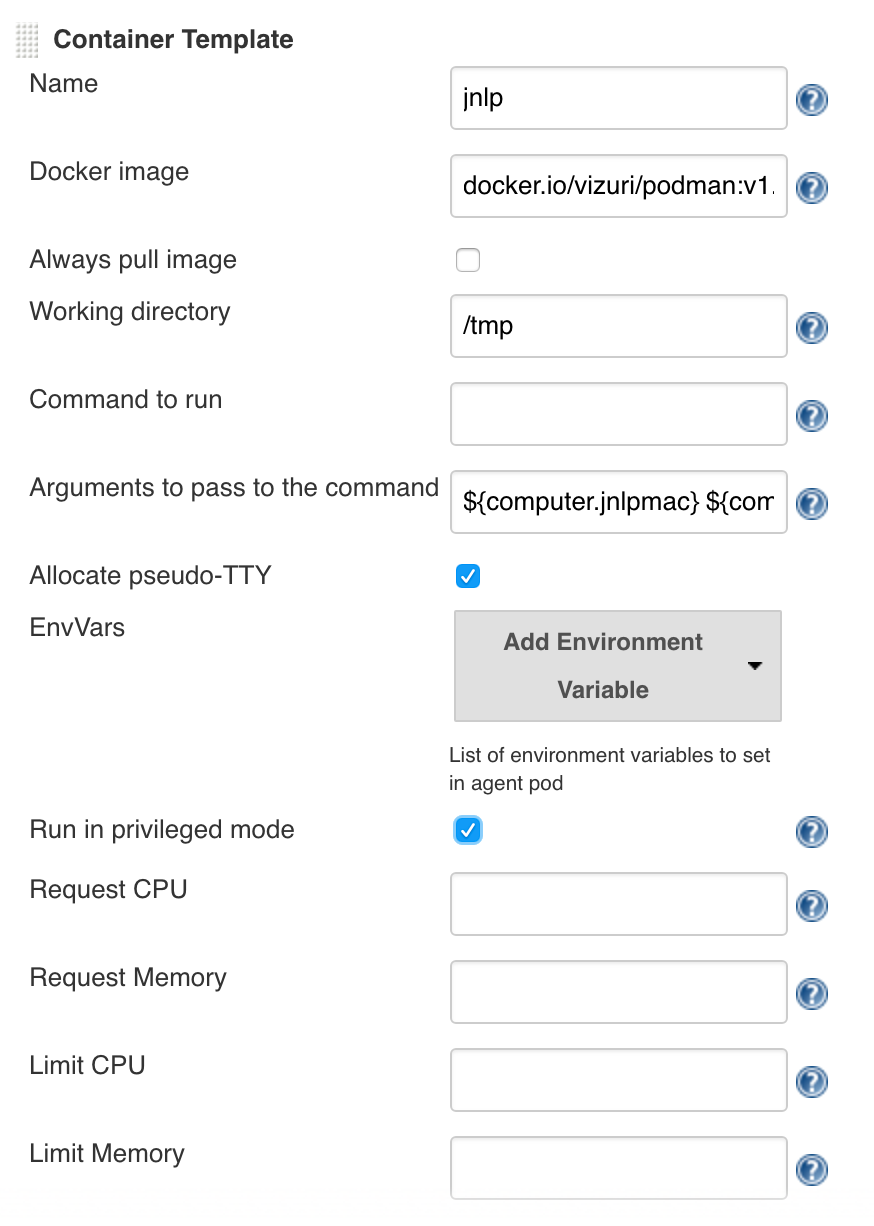 Container Template
Name
jnlp
Docker image
docker.io/vizuri/podman:v1.
Always pull image
Working directory
/tmp
Command to run
Arguments to pass to the command
${computer.jnlpmac} ${com
Allocate pseudo-TTY
EnvVars
Add Environment
Variable
List of environment variables to set
in agent pod
Run in privileged mode
Request CPU
Request Memory
Limit CPU
Limit Memory